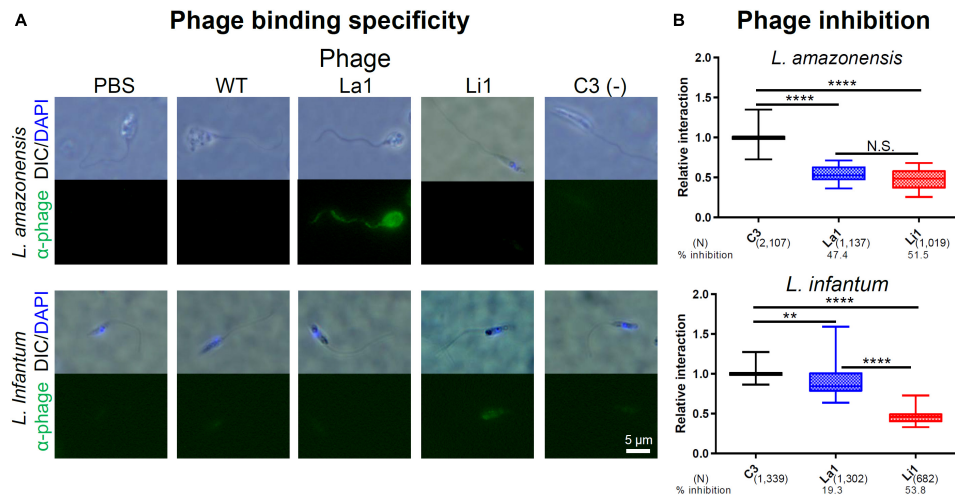 A Phage binding specificity
Phage
PBS WT La1 Li1 C3 (-)
L. amazonensis
α-phage DIC/DAPI
L. Infantum
α-phage DIC/DAPI
5 µm
B Phage inhibition
L. amazonensis
Relative interaction
2.0
1.5
1.0
0.5
0.0
****
****
N.S.
C3 La1 Li1
(N) (2,107) (1,137) (1,019)
% inhibition 47.4 51.5
L. infantum
Relative interaction
2.0
1.5
1.0
0.5
0.0
****
**
****
C3 La1 Li1
(N) (1,339) (1,302) (682)
% inhibition 19.3 53.8